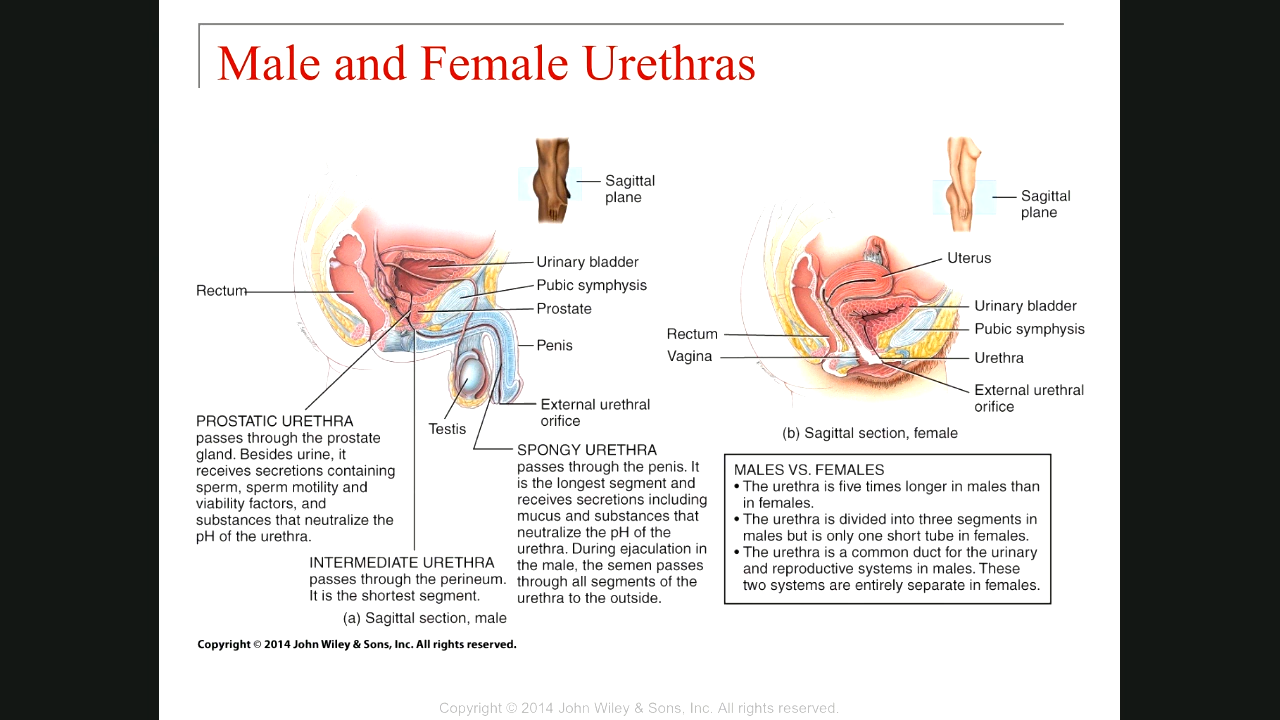 Male and Female Urethras
Sagittal
plane
Urinary bladder
Pubic symphysis
Prostate
Rectum
Penis
External urethral
orifice
Testis
PROSTATIC URETHRA
passes through the prostate
gland. Besides urine, it
receives secretions containing
sperm, sperm motility and
viability factors, and
substances that neutralize the
pH of the urethra.
INTERMEDIATE URETHRA
passes through the perineum.
It is the shortest segment.
SPONGY URETHRA
passes through the penis. It
is the longest segment and
receives secretions including
mucus and substances that
neutralize the pH of the
urethra. During ejaculation in
the male, the semen passes
through all segments of the
urethra to the outside.
(a) Sagittal section, male
Sagittal
plane
Uterus
Urinary bladder
Pubic symphysis
Rectum
Vagina
Urethra
External urethral
orifice
(b) Sagittal section, female
MALES VS. FEMALES
• The urethra is five times longer in males than
in females.
• The urethra is divided into three segments in
males but is only one short tube in females.
• The urethra is a common duct for the urinary
and reproductive systems in males. These
two systems are entirely separate in females.
Copyright © 2014 John Wiley & Sons, Inc. All rights reserved.
Copyright © 2014 John Wiley & Sons, Inc. All rights reserved.